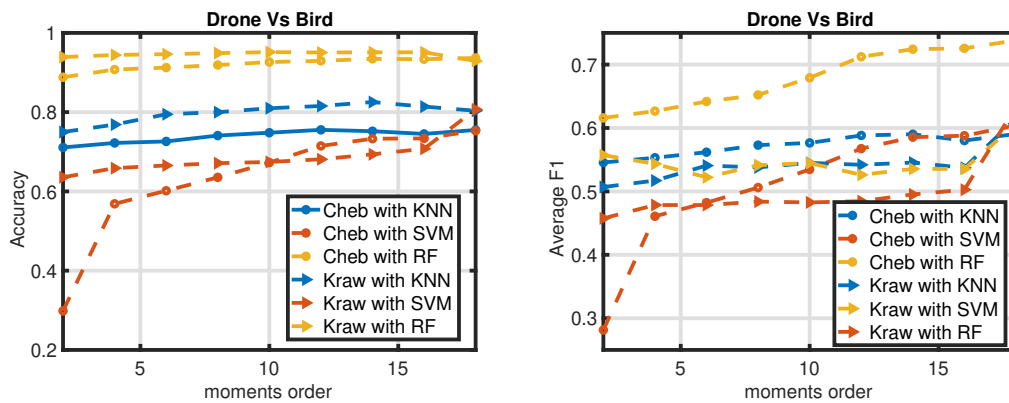 Drone Vs Bird
1
0.8
0.6
0.4
0.2
Accuracy
5
10
15
moments order
Cheb with KNN
Cheb with SVM
Cheb with RF
Kraw with KNN
Kraw with SVM
Kraw with RF
Drone Vs Bird
0.7
0.6
0.5
0.4
0.3
Average F1
5
10
15
moments order
Cheb with KNN
Cheb with SVM
Cheb with RF
Kraw with KNN
Kraw with SVM
Kraw with RF